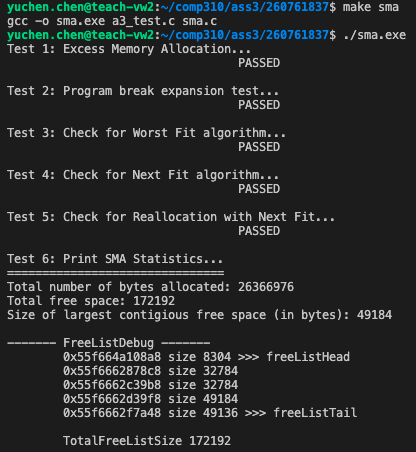 yuchen.chen@teach-vw2:~/comp310/ass3/260761837$ make sma
gcc -o sma.exe a3_test.c sma.c
yuchen.chen@teach-vw2:~/comp310/ass3/260761837$ ./sma.exe
Test 1: Excess Memory Allocation...
PASSED
Test 2: Program break expansion test...
PASSED
Test 3: Check for Worst Fit algorithm...
PASSED
Test 4: Check for Next Fit algorithm...
PASSED
Test 5: Check for Reallocation with Next Fit...
PASSED
Test 6: Print SMA Statistics...
===============================
Total number of bytes allocated: 26366976
Total free space: 172192
Size of largest contigious free space (in bytes): 49184
------- FreeListDebug -------
0x55f664a108a8 size 8304 >>> freeListHead
0x55f6662878c8 size 32784
0x55f6662c39b8 size 32784
0x55f6662d39f8 size 49184
0x55f6662f7a48 size 49136 >>> freeListTail
TotalFreeListSize 172192